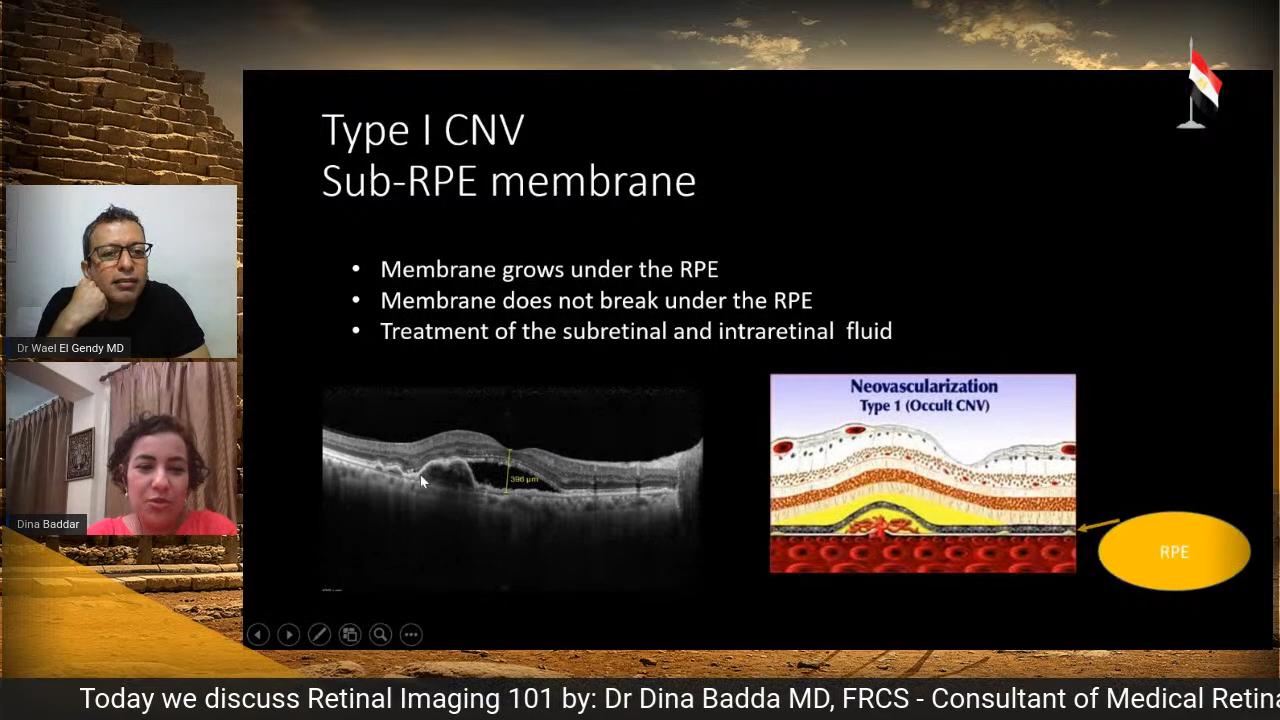 Type I CNV
Sub-RPE membrane
• Membrane grows under the RPE
• Membrane does not break under the RPE
• Treatment of the subretinal and intraretinal fluid
396 µm
Neovascularization
Type 1 (Occult CNV)
RPE
Dr Wael El Gendy MD
Dina Baddar
Today we discuss Retinal Imaging 101 by: Dr Dina Badda MD, FRCS - Consultant of Medical Retina